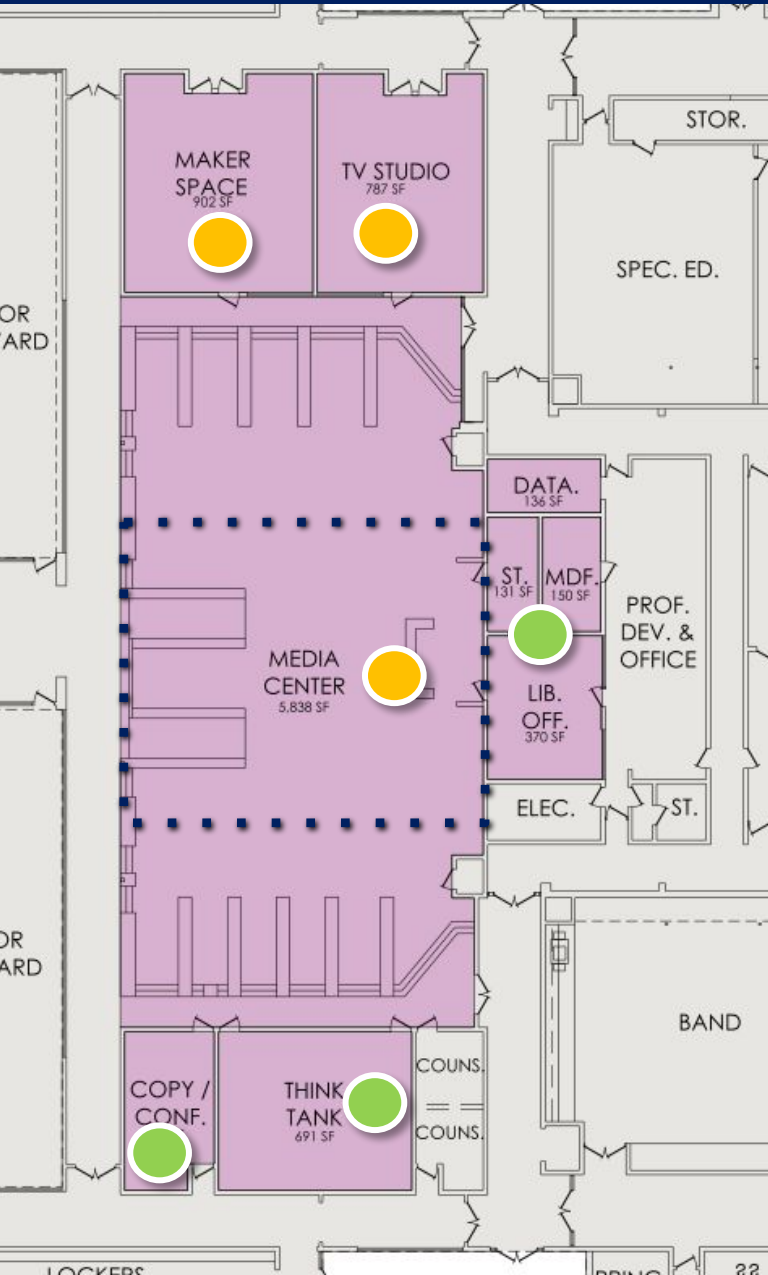 STOR.
MAKER
SPACE
902 SF
TV STUDIO
787 SF
SPEC. ED.
OR
ARD
DATA.
136 SF
ST.
131 SF
MDF.
150 SF
PROF.
DEV. &
OFFICE
MEDIA
CENTER
5,838 SF
LIB.
OFF.
370 SF
ELEC.
ST.
OR
ARD
BAND
COUNS.
COPY /
CONF.
THINK
TANK
691 SF
COUNS.
LOCKERS
22